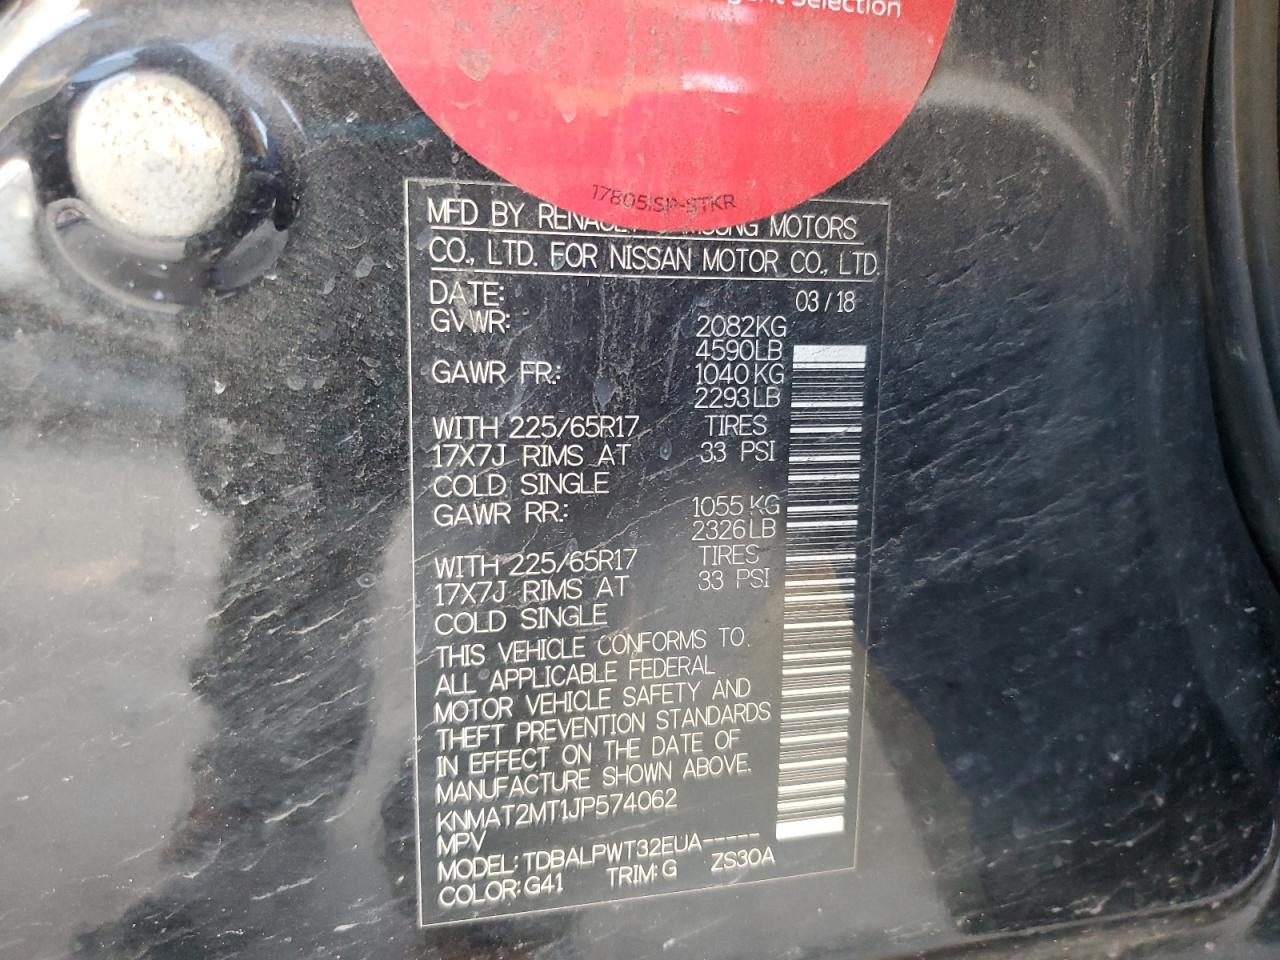 gent Selection
17805ISP-STKR
MFD BY RENAULT SAMSUNG MOTORS
CO., LTD. FOR NISSAN MOTOR CO., LTD.
DATE: 03/18
GVWR: 2082KG
4590LB
GAWR FR.: 1040 KG
2293LB
WITH 225/65R17 TIRES
17X7J RIMS AT 33 PSI
COLD SINGLE
GAWR RR.: 1055 KG
2326LB
WITH 225/65R17 TIRES
17X7J RIMS AT 33 PSI
COLD SINGLE
THIS VEHICLE CONFORMS TO
ALL APPLICABLE FEDERAL
MOTOR VEHICLE SAFETY AND
THEFT PREVENTION STANDARDS
IN EFFECT ON THE DATE OF
MANUFACTURE SHOWN ABOVE.
KNMAT2MT1JP574062
MPV
MODEL: TDBALPWT32EUA-----
COLOR: G41 TRIM: G ZS30A